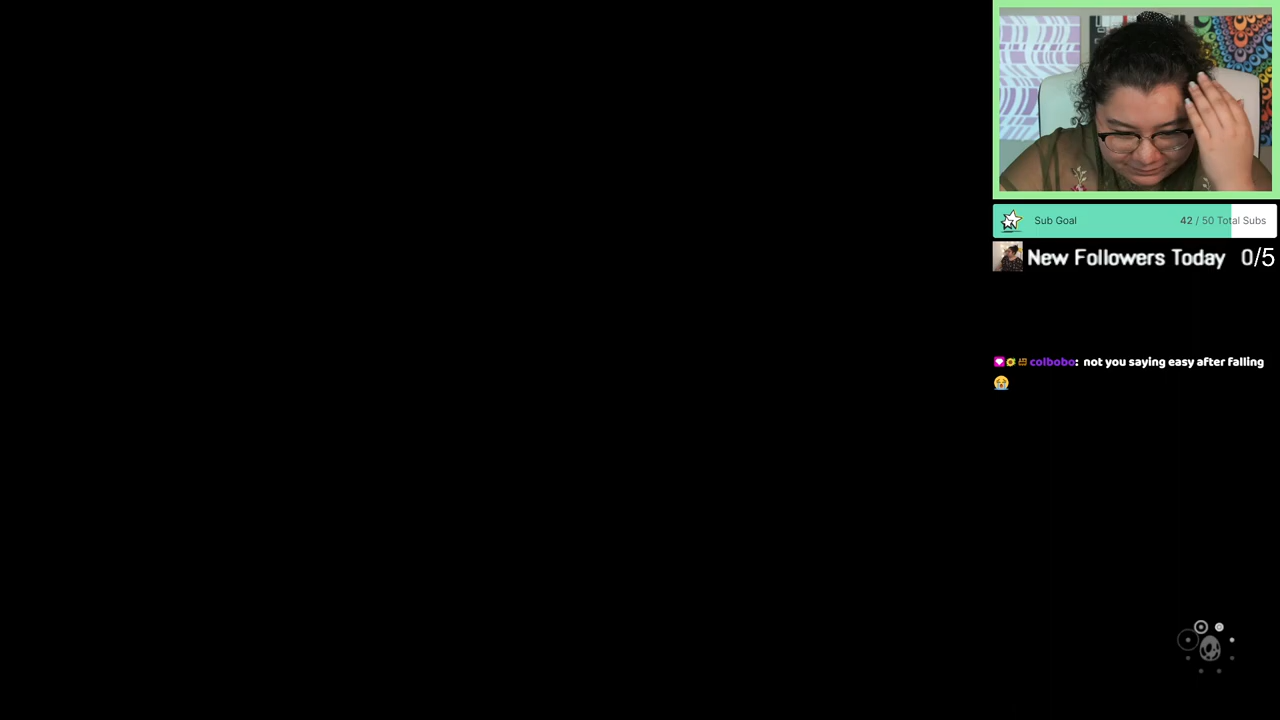 Sub Goal 42 / 50 Total Subs
New Followers Today 0/5
colbobo: not you saying easy after falling
😭